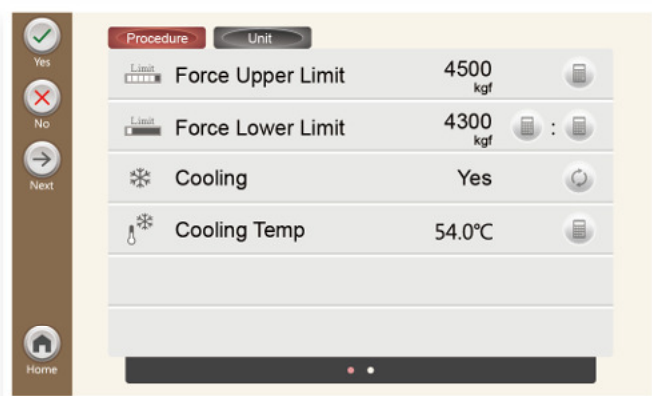 Yes
No
Next
Home
Procedure
Unit
Limit
Force Upper Limit
4500
kgf
Limit
Force Lower Limit
4300
kgf
:
Cooling
Yes
Cooling Temp
54.0℃